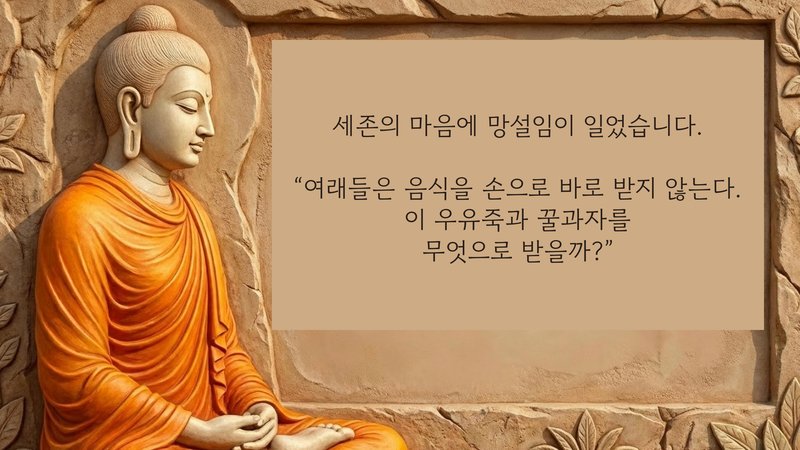 세존의 마음에 망설임이 일었습니다.
“여래들은 음식을 손으로 바로 받지 않는다.
이 우유죽과 꿀과자를
무엇으로 받을까?”